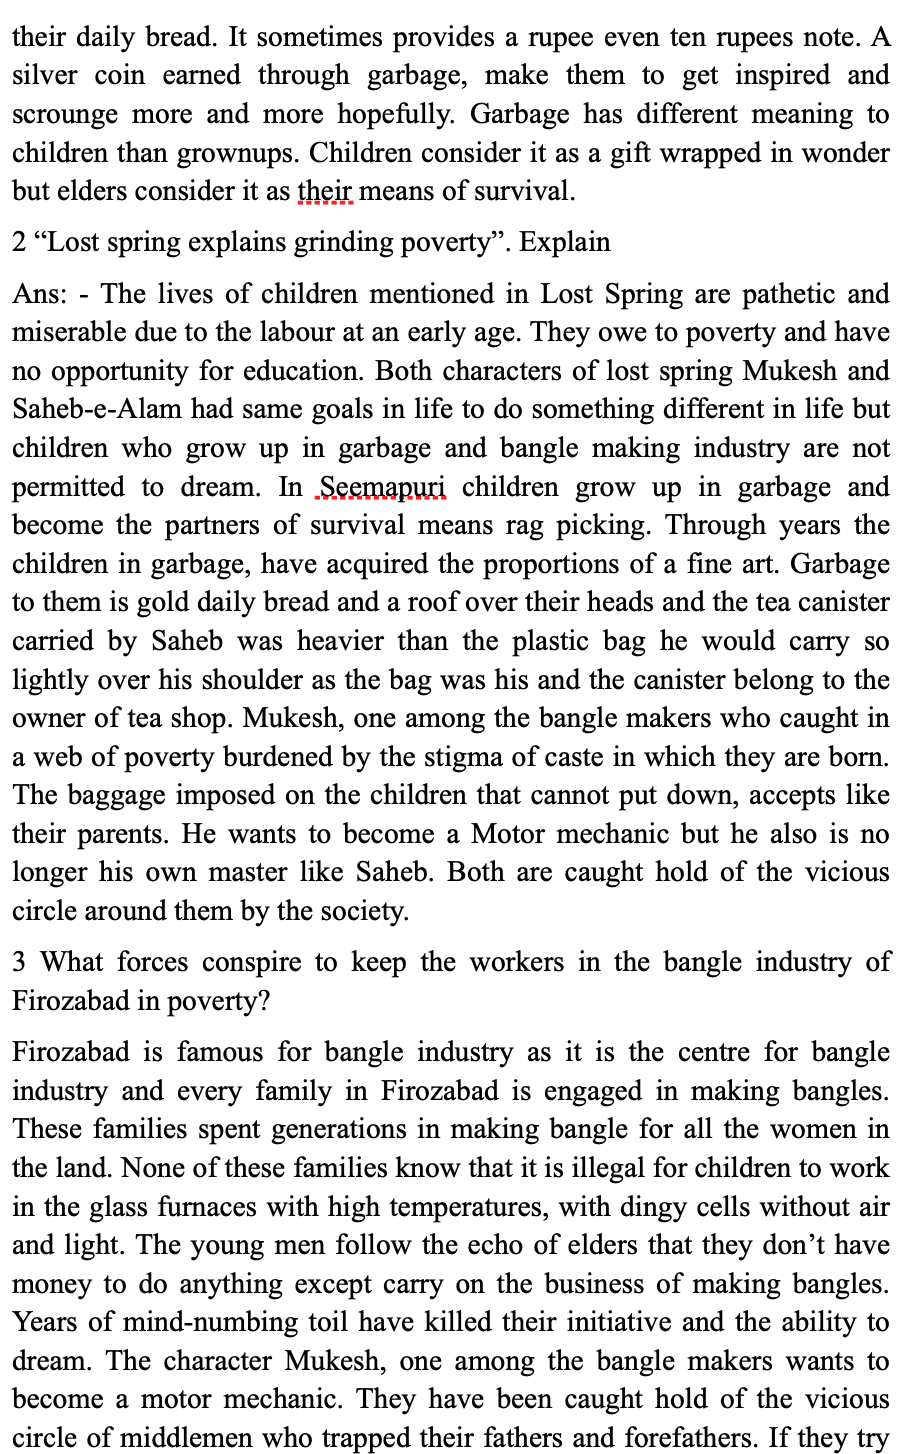 their daily bread. It sometimes provides a rupee even ten rupees note. A
silver coin earned through garbage, make them to get inspired and
scrounge more and more hopefully. Garbage has different meaning to
children than grownups. Children consider it as a gift wrapped in wonder
but elders consider it as their means of survival.
2 “Lost spring explains grinding poverty”. Explain
Ans: - The lives of children mentioned in Lost Spring are pathetic and
miserable due to the labour at an early age. They owe to poverty and have
no opportunity for education. Both characters of lost spring Mukesh and
Saheb-e-Alam had same goals in life to do something different in life but
children who grow up in garbage and bangle making industry are not
permitted to dream. In Seemapuri children grow up in garbage and
become the partners of survival means rag picking. Through years the
children in garbage, have acquired the proportions of a fine art. Garbage
to them is gold daily bread and a roof over their heads and the tea canister
carried by Saheb was heavier than the plastic bag he would carry so
lightly over his shoulder as the bag was his and the canister belong to the
owner of tea shop. Mukesh, one among the bangle makers who caught in
a web of poverty burdened by the stigma of caste in which they are born.
The baggage imposed on the children that cannot put down, accepts like
their parents. He wants to become a Motor mechanic but he also is no
longer his own master like Saheb. Both are caught hold of the vicious
circle around them by the society.
3 What forces conspire to keep the workers in the bangle industry of
Firozabad in poverty?
Firozabad is famous for bangle industry as it is the centre for bangle
industry and every family in Firozabad is engaged in making bangles.
These families spent generations in making bangle for all the women in
the land. None of these families know that it is illegal for children to work
in the glass furnaces with high temperatures, with dingy cells without air
and light. The young men follow the echo of elders that they don’t have
money to do anything except carry on the business of making bangles.
Years of mind-numbing toil have killed their initiative and the ability to
dream. The character Mukesh, one among the bangle makers wants to
become a motor mechanic. They have been caught hold of the vicious
circle of middlemen who trapped their fathers and forefathers. If they try